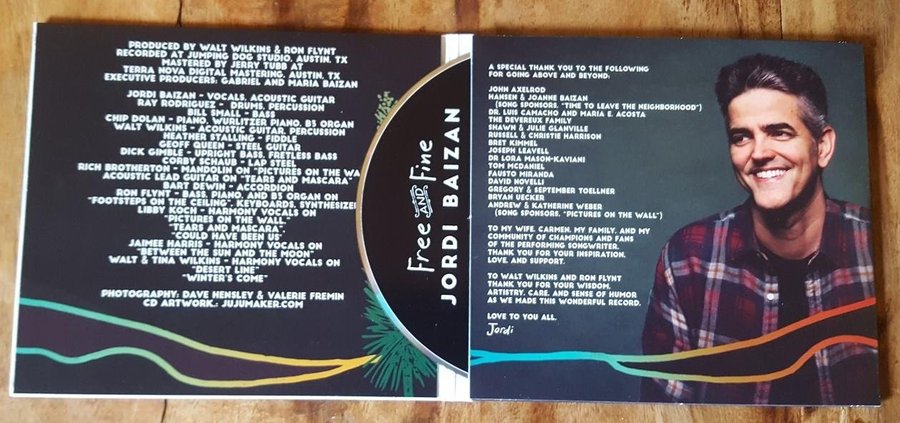 PRODUCED BY WALT WILKINS & RON FLYNT
RECORDED AT JUMPING DOG STUDIO, AUSTIN, TX
MASTERED BY JERRY TUBB AT
TERRA NOVA DIGITAL MASTERING, AUSTIN, TX
EXECUTIVE PRODUCERS: GABRIEL AND MARIA BAIZAN
JORDI BAIZAN - VOCALS, ACOUSTIC GUITAR
RAY RODRIGUEZ - DRUMS, PERCUSSION
BILL SMALL - BASS
CHIP DOLAN - PIANO, WURLITZER PIANO, B3 ORGAN
WALT WILKINS - ACOUSTIC GUITAR, PERCUSSION
HEATHER STALLING - FIDDLE
GEOFF QUEEN - STEEL GUITAR
DICK GIMBLE - UPRIGHT BASS, FRETLESS BASS
CORBY SCHAUB - LAP STEEL
RICH BROTHERTON - MANDOLIN ON "PICTURES ON THE WA
ACOUSTIC LEAD GUITAR ON "TEARS AND MASCARA"
BART DEWIN - ACCORDION
RON FLYNT - BASS, PIANO, AND B3 ORGAN ON
"FOOTSTEPS ON THE CEILING", KEYBOARDS, SYNTHESIZE
LIBBY KOCH - HARMONY VOCALS ON
"PICTURES ON THE WALL"
"TEARS AND MASCARA"
"COULD HAVE BEEN US"
JAIMEE HARRIS - HARMONY VOCALS ON
"BETWEEN THE SUN AND THE MOON"
WALT & TINA WILKINS - HARMONY VOCALS ON
"DESERT LINE"
"WINTER'S COME"
PHOTOGRAPHY: DAVE HENSLEY & VALERIE FREMIN
CD ARTWORK: JUJUMAKER.COM
Free AND Fine
JORDI BAIZAN
A SPECIAL THANK YOU TO THE FOLLOWING
FOR GOING ABOVE AND BEYOND:
JOHN AXELROD
HANSEN & JOANNE BAIZAN
(SONG SPONSORS, "TIME TO LEAVE THE NEIGHBORHOOD")
DR. LUIS CAMACHO AND MARIA E. ACOSTA
THE DEVEREUX FAMILY
SHAWN & JULIE GLANVILLE
RUSSELL & CHRISTIE HARRISON
BRET KIMMEL
JOSEPH LEAVELL
DR LORA MASON-KAVIANI
TOM MCDANIEL
FAUSTO MIRANDA
DAVID NOVELLI
GREGORY & SEPTEMBER TOELLNER
BRYAN UECKER
ANDREW & KATHERINE WEBER
(SONG SPONSORS, "PICTURES ON THE WALL")
TO MY WIFE, CARMEN, MY FAMILY, AND MY
COMMUNITY OF CHAMPIONS AND FANS
OF THE PERFORMING SONGWRITER,
THANK YOU FOR YOUR INSPIRATION,
LOVE, AND SUPPORT.
TO WALT WILKINS AND RON FLYNT
THANK YOU FOR YOUR WISDOM,
ARTISTRY, CARE, AND SENSE OF HUMOR
AS WE MADE THIS WONDERFUL RECORD.
LOVE TO YOU ALL,
Jordi